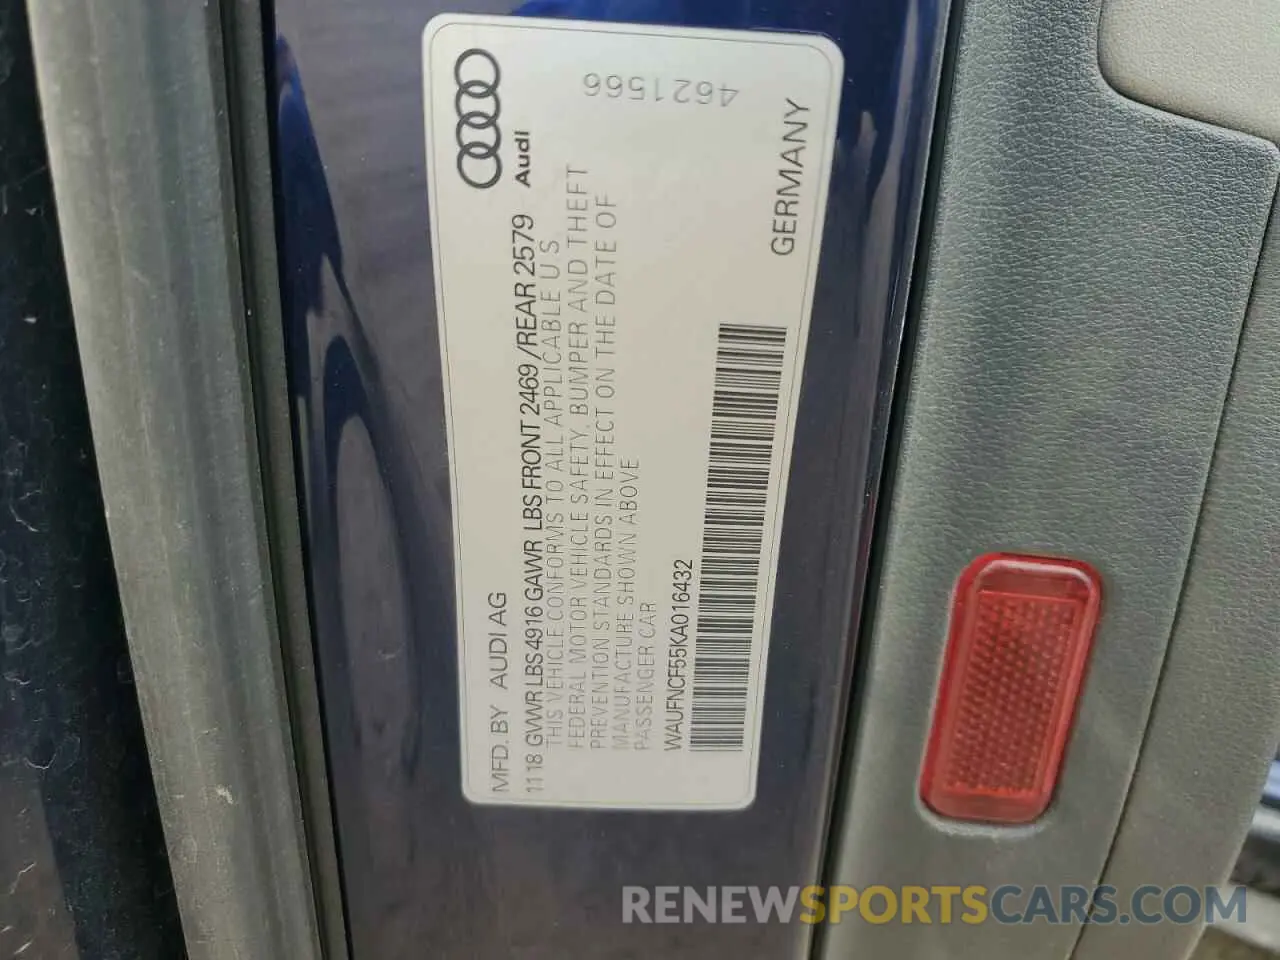 MFD. BY AUDI AG
Audi
11 18 GVWR LBS 4916 GAWR LBS FRONT 2469 /REAR 2579
THIS VEHICLE CONFORMS TO ALL APPLICABLE U S
FEDERAL MOTOR VEHICLE SAFETY, BUMPER AND THEFT
PREVENTION STANDARDS IN EFFECT ON THE DATE OF
MANUFACTURE SHOWN ABOVE
PASSENGER CAR
WAUFNCF55KA016432
GERMANY
4621566
RENEWSPORTSCARS.COM